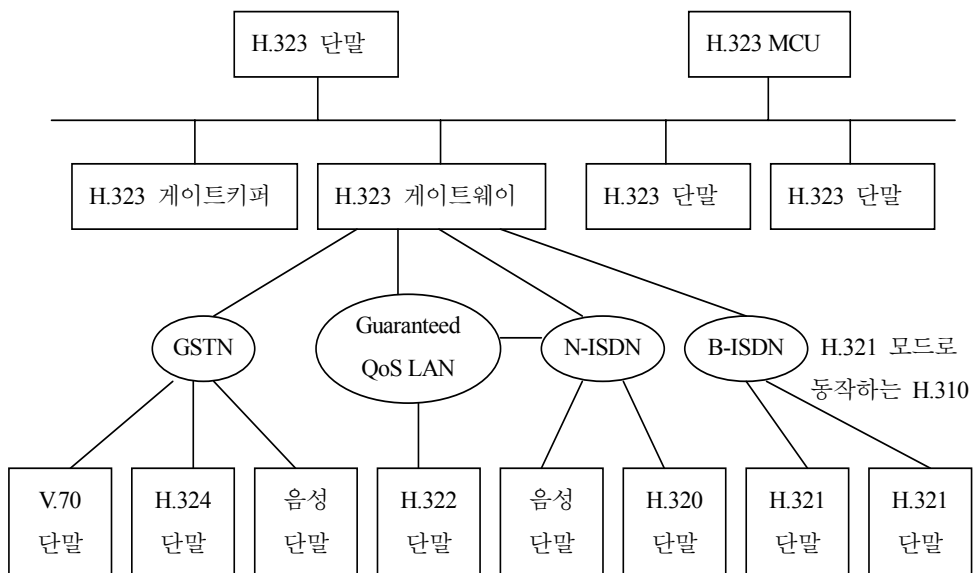 H.323 단말
H.323 MCU
H.323 게이트키퍼
H.323 게이트웨이
H.323 단말
H.323 단말
GSTN
Guaranteed
QoS LAN
N-ISDN
B-ISDN
H.321 모드로
동작하는 H.310
V.70
단말
H.324
단말
음성
단말
H.322
단말
음성
단말
H.320
단말
H.321
단말
H.321
단말